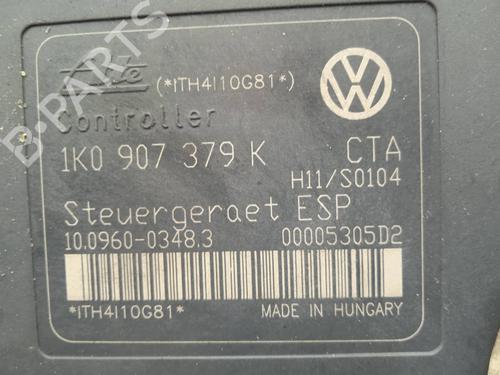 B-PARTS
Ate (*ITH4I10G81*)
Controller
1K0 907 379 K CTA
H11/S0104
Steuergeraet ESP
10.0960-0348.3 00005305D2
*ITH4I10G81* MADE IN HUNGARY